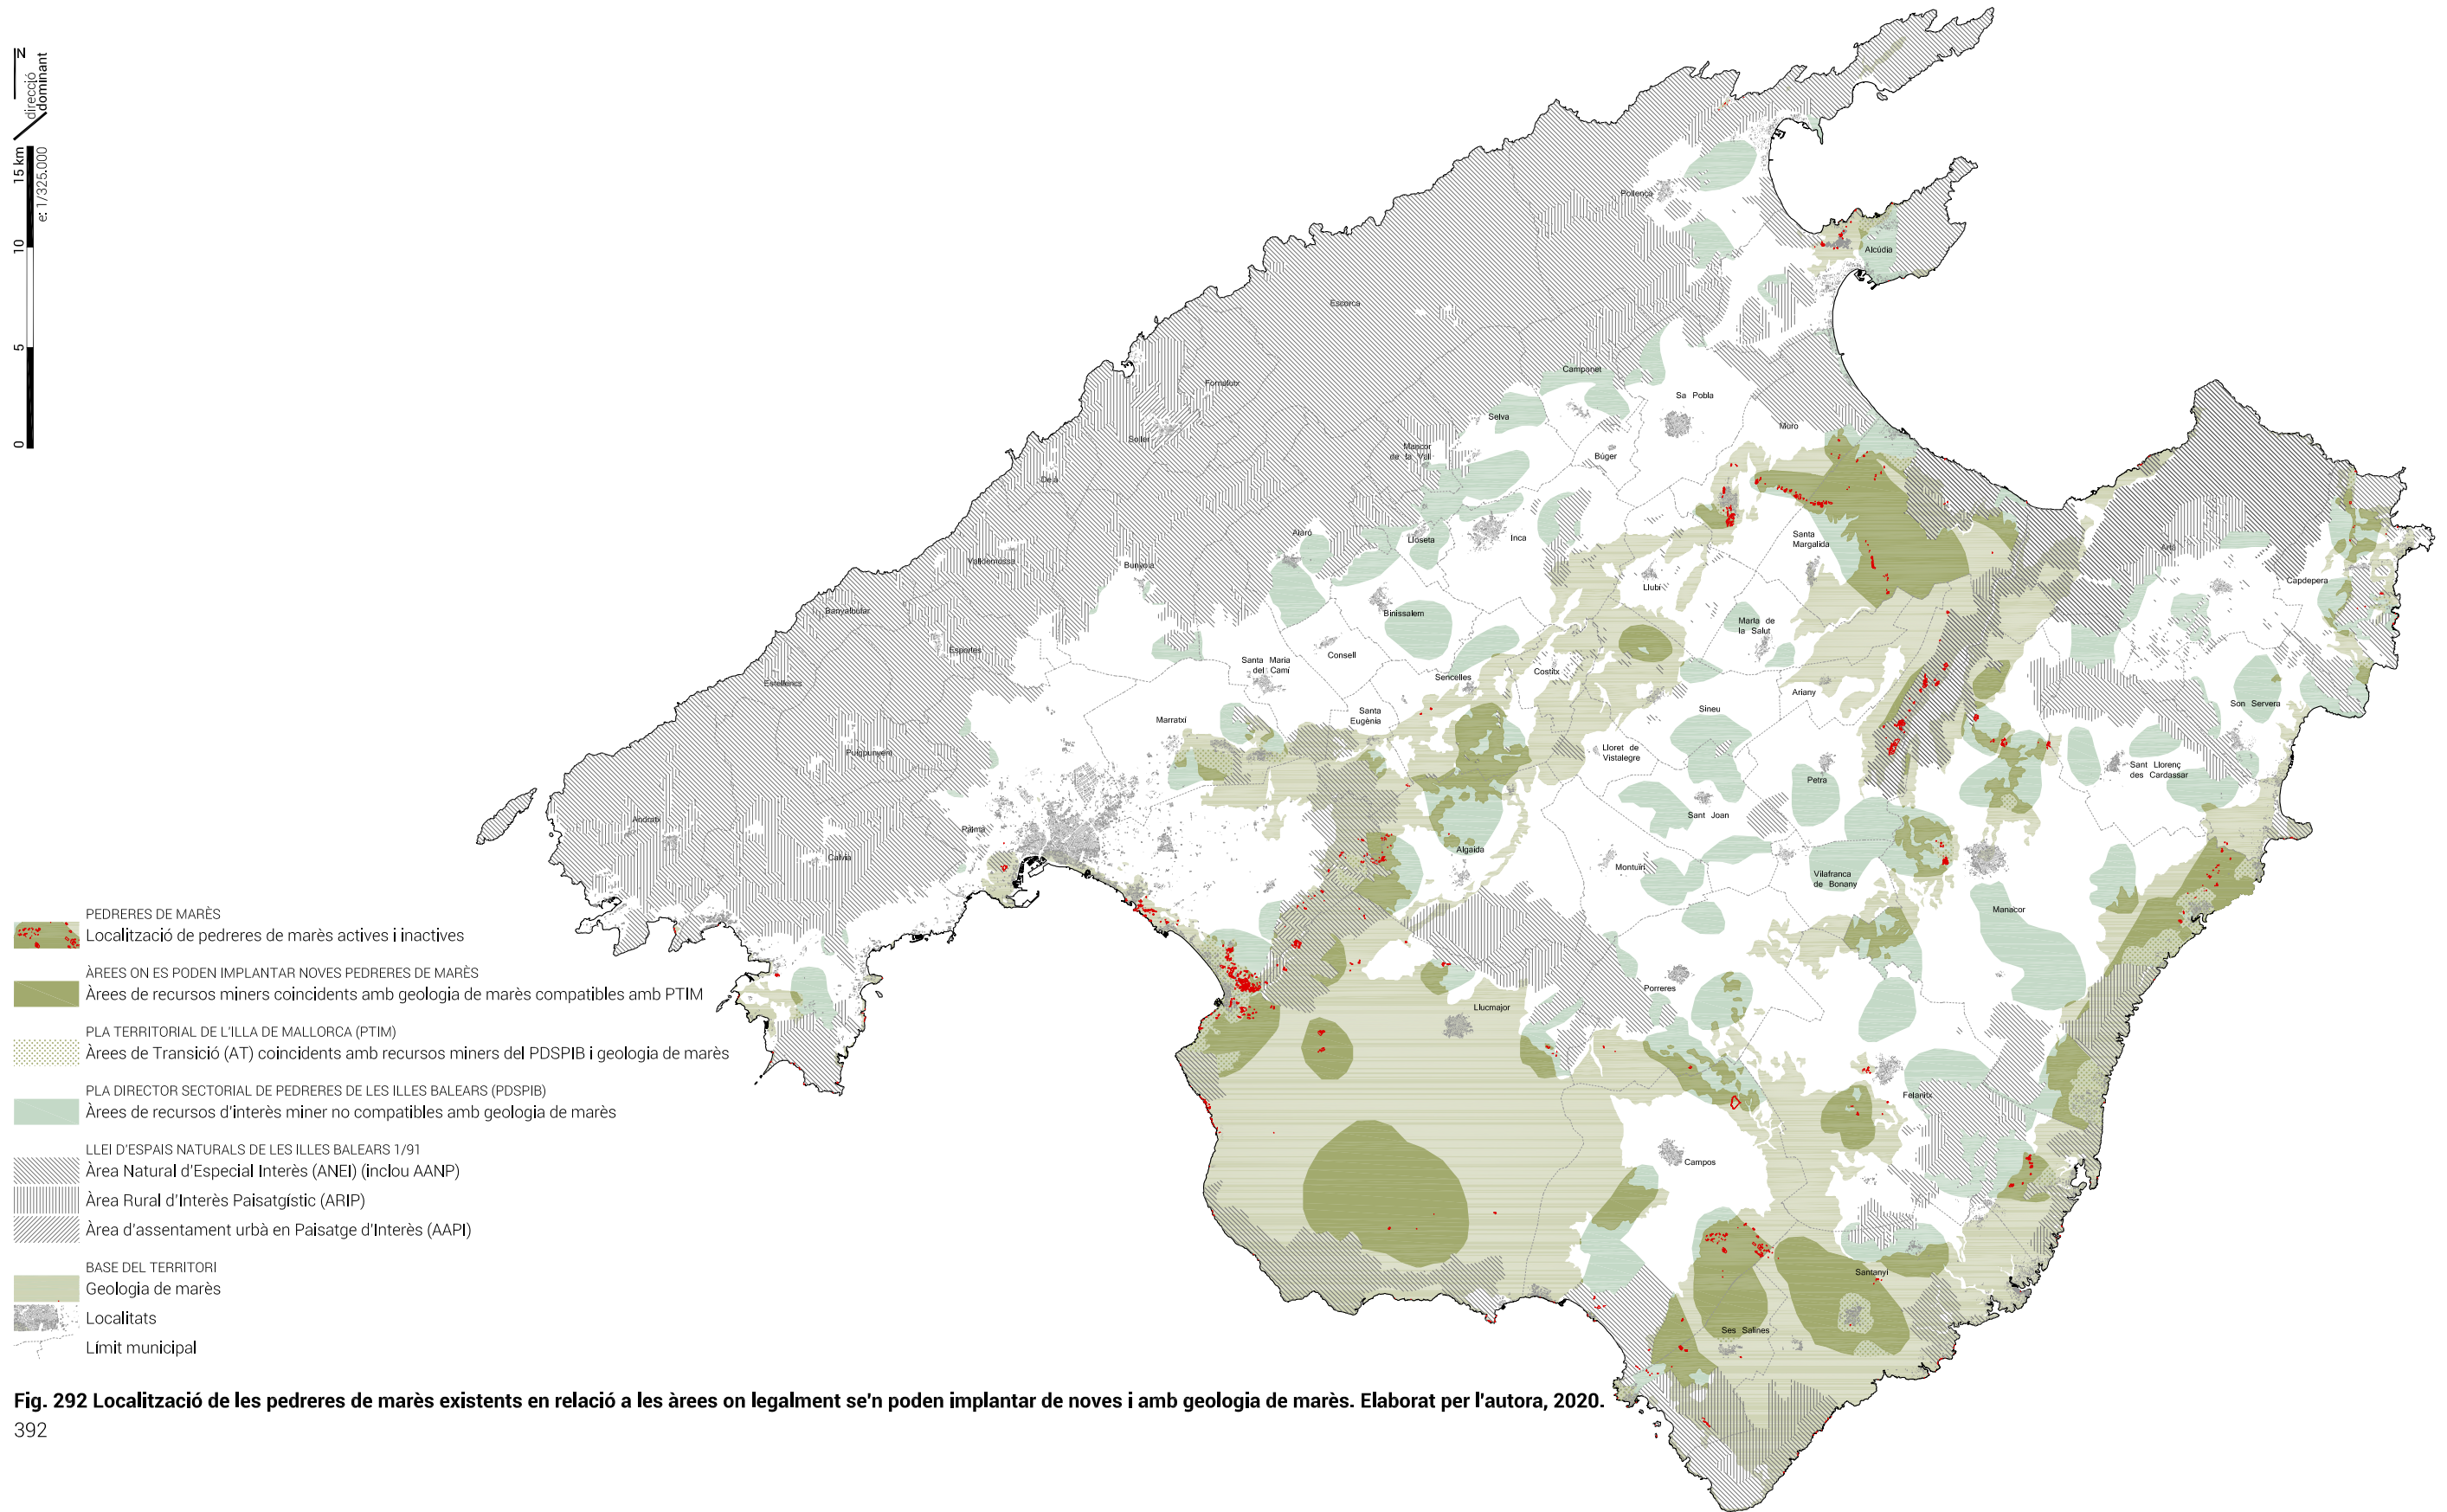 N
direcció
dominant
15 km
e: 1/325.000
10
5
0
Pollença
Alcúdia
Escorca
Campanet
Fornalutx
Sa Pobla
Selva
Muro
Sóller
Mancor
de la Vall
Búger
Deià
Santa
Margalida
Alaró
Lloseta
Inca
Artà
Valldemossa
Bunyola
Capdepera
Llubí
Banyalbufar
Binissalem
Maria de
la Salut
Esporles
Consell
Santa Maria
del Camí
Costitx
Sencelles
Estellencs
Ariany
Son Servera
Santa
Eugènia
Sineu
Marratxí
Lloret de
Vistalegre
Puigpunyent
Sant Llorenç
des Cardassar
Petra
Andratx
Sant Joan
Palma
Algaida
Calvià
Montuïri
Vilafranca
de Bonany
Manacor
Porreres
Llucmajor
Felanitx
Campos
Santanyí
Ses Salines
PEDRERES DE MARÈS
Localització de pedreres de marès actives i inactives
ÀREES ON ES PODEN IMPLANTAR NOVES PEDRERES DE MARÈS
Àrees de recursos miners coincidents amb geologia de marès compatibles amb PTIM
PLA TERRITORIAL DE L'ILLA DE MALLORCA (PTIM)
Àrees de Transició (AT) coincidents amb recursos miners del PDSPIB i geologia de marès
PLA DIRECTOR SECTORIAL DE PEDRERES DE LES ILLES BALEARS (PDSPIB)
Àrees de recursos d'interès miner no compatibles amb geologia de marès
LLEI D'ESPAIS NATURALS DE LES ILLES BALEARS 1/91
Àrea Natural d'Especial Interès (ANEI) (inclou AANP)
Àrea Rural d'Interès Paisatgístic (ARIP)
Àrea d'assentament urbà en Paisatge d'Interès (AAPI)
BASE DEL TERRITORI
Geologia de marès
Localitats
Límit municipal
Fig. 292 Localització de les pedreres de marès existents en relació a les àrees on legalment se'n poden implantar de noves i amb geologia de marès. Elaborat per l'autora, 2020.
392